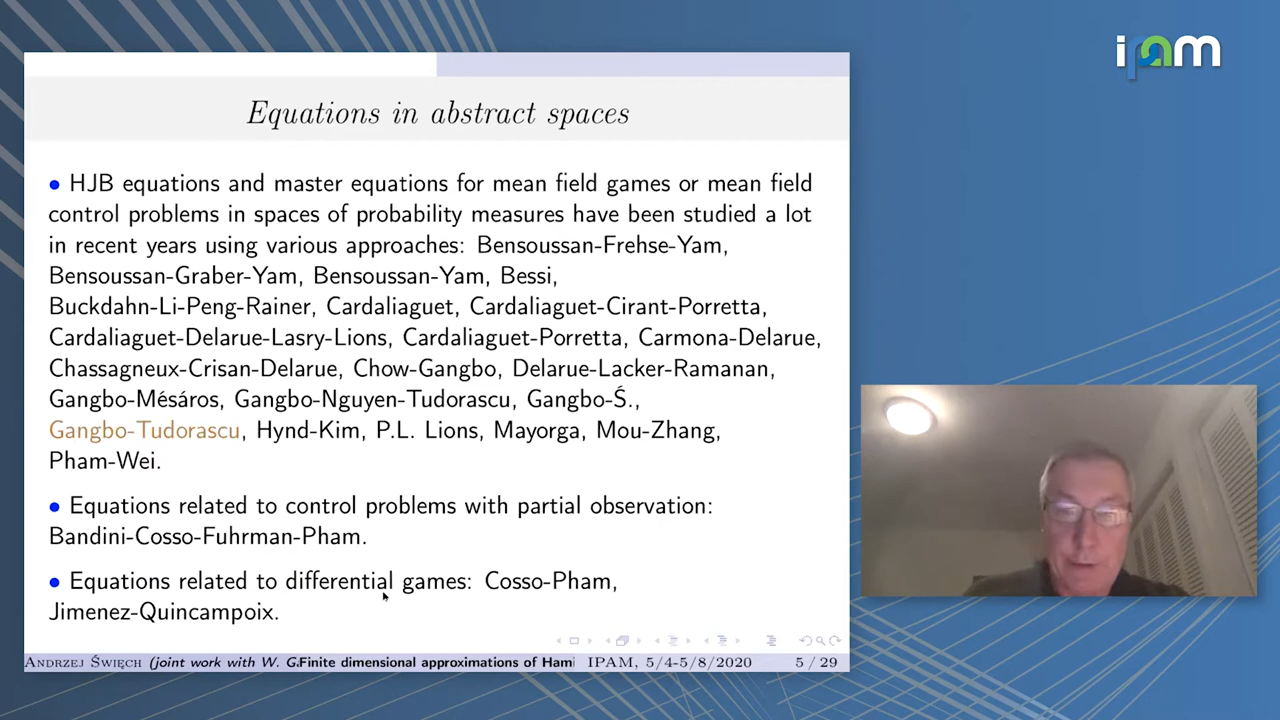 ipam
Equations in abstract spaces
• HJB equations and master equations for mean field games or mean field
control problems in spaces of probability measures have been studied a lot
in recent years using various approaches: Bensoussan-Frehse-Yam,
Bensoussan-Graber-Yam, Bensoussan-Yam, Bessi,
Buckdahn-Li-Peng-Rainer, Cardaliaguet, Cardaliaguet-Cirant-Porretta,
Cardaliaguet-Delarue-Lasry-Lions, Cardaliaguet-Porretta, Carmona-Delarue,
Chassagneux-Crisan-Delarue, Chow-Gangbo, Delarue-Lacker-Ramanan,
Gangbo-Mésáros, Gangbo-Nguyen-Tudorascu, Gangbo-Ś.,
Gangbo-Tudorascu, Hynd-Kim, P.L. Lions, Mayorga, Mou-Zhang,
Pham-Wei.
• Equations related to control problems with partial observation:
Bandini-Cosso-Fuhrman-Pham.
• Equations related to differential games: Cosso-Pham,
Jimenez-Quincampoix.
Andrzej Święch (joint work with W. G.Finite dimensional approximations of Hami IPAM, 5/4-5/8/2020 5 / 29